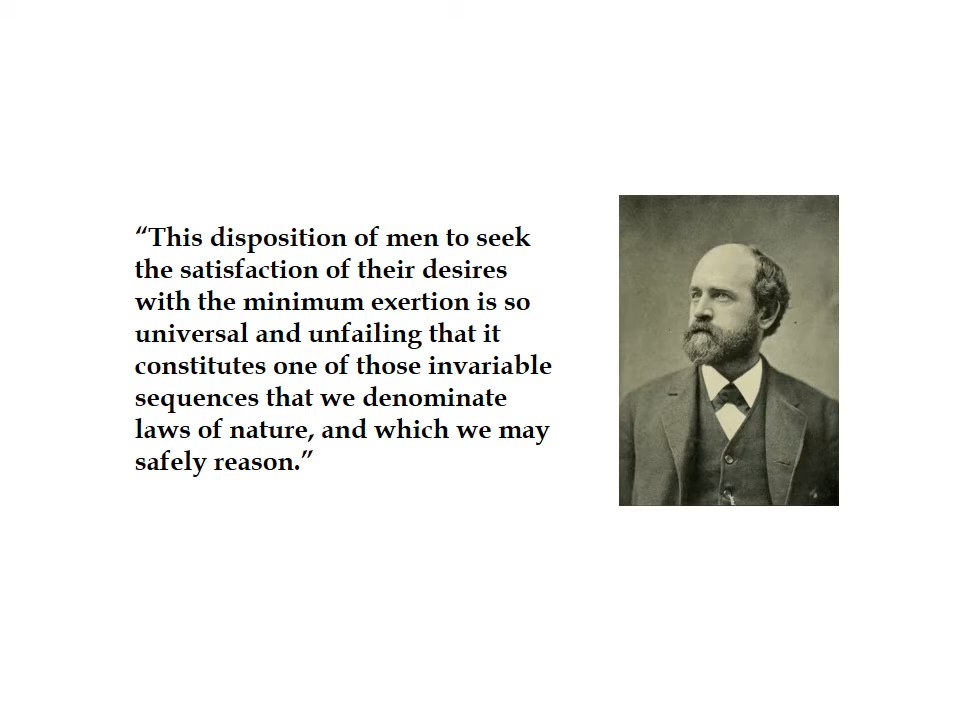 “This disposition of men to seek
the satisfaction of their desires
with the minimum exertion is so
universal and unfailing that it
constitutes one of those invariable
sequences that we denominate
laws of nature, and which we may
safely reason.”